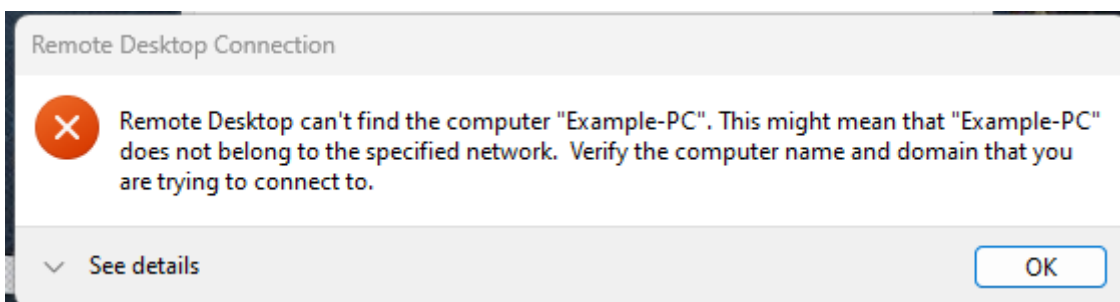 Remote Desktop Connection
Remote Desktop can't find the computer "Example-PC". This might mean that "Example-PC"
does not belong to the specified network.  Verify the computer name and domain that you
are trying to connect to.
See details
OK